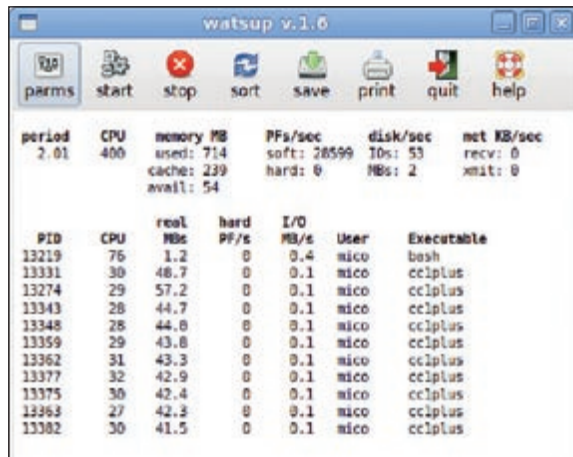 watsup v.1.6
parms start stop sort save print quit help
period CPU memory MB PFs/sec disk/sec net KB/sec
2.01 400 used: 714 soft: 28599 IOs: 53 recv: 0
cache: 239 hard: 0 MBs: 2 xmit: 0
avail: 54
real hard I/O
PID CPU MBs PF/s MB/s User Executable
13219 76 1.2 0 0.4 mico bash
13331 30 48.7 0 0.1 mico cc1plus
13274 29 57.2 0 0.1 mico cc1plus
13343 28 44.7 0 0.1 mico cc1plus
13348 28 44.0 0 0.1 mico cc1plus
13359 29 43.8 0 0.1 mico cc1plus
13362 31 43.3 0 0.1 mico cc1plus
13377 32 42.9 0 0.1 mico cc1plus
13375 30 42.4 0 0.1 mico cc1plus
13363 27 42.3 0 0.1 mico cc1plus
13382 30 41.5 0 0.1 mico cc1plus